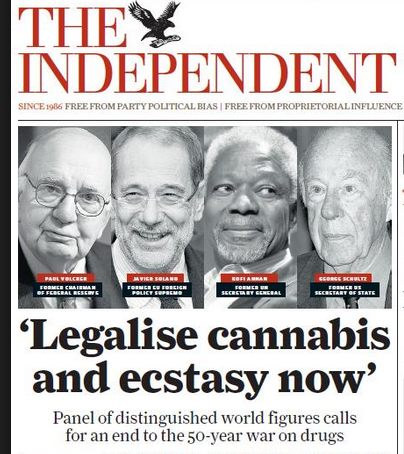 THE
INDEPENDENT
SINCE 1986 FREE FROM PARTY POLITICAL BIAS | FREE FROM PROPRIETORIAL INFLUENCE
PAUL VOLCKER
FORMER CHAIRMAN
OF FEDERAL RESERVE
JAVIER SOLANO
FORMER EU FOREIGN
POLICY SUPREMO
KOFI ANNAN
FORMER UN
SECRETARY GENERAL
GEORGE SCHULTZ
FORMER US
SECRETARY OF STATE
‘Legalise cannabis
and ecstasy now’
Panel of distinguished world figures calls
for an end to the 50-year war on drugs